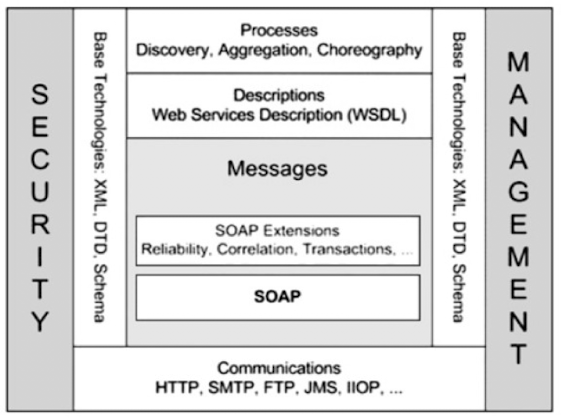 SECURITY
Base Technologies: XML, DTD, Schema
Processes
Discovery, Aggregation, Choreography
Descriptions
Web Services Description (WSDL)
Messages
SOAP Extensions
Reliability, Correlation, Transactions, ...
SOAP
Base Technologies: XML, DTD, Schema
MANAGEMENT
Communications
HTTP, SMTP, FTP, JMS, IIOP, ...